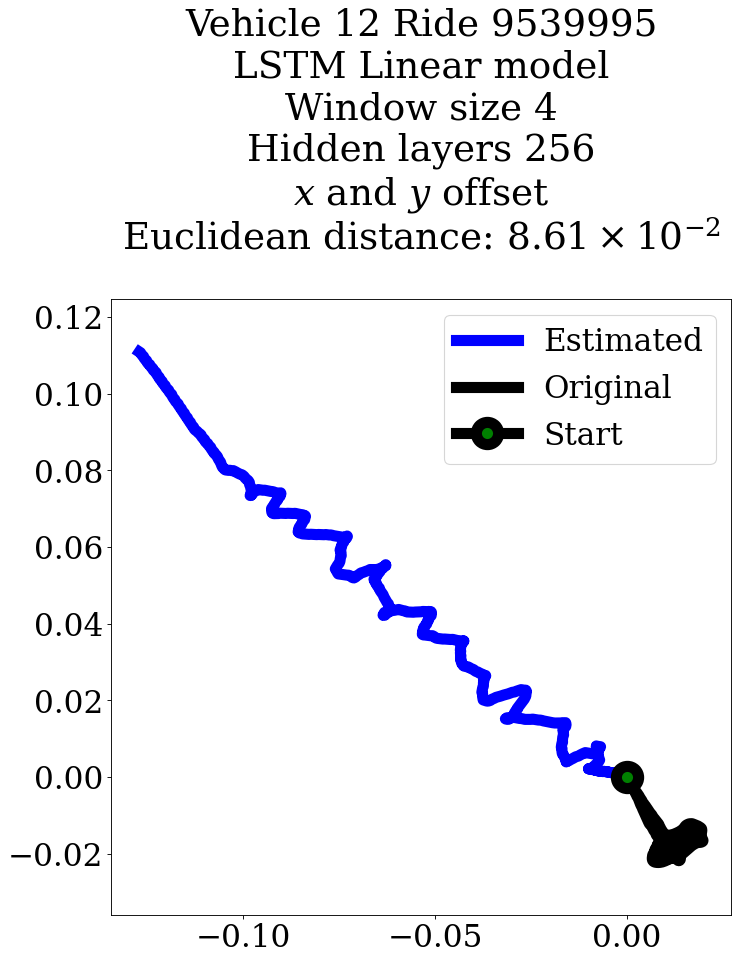 Vehicle 12 Ride 9539995
LSTM Linear model
Window size 4
Hidden layers 256
x and y offset
Euclidean distance: 8.61 × 10⁻²
Estimated
Original
Start
0.12
0.10
0.08
0.06
0.04
0.02
0.00
−0.02
−0.10 −0.05 0.00